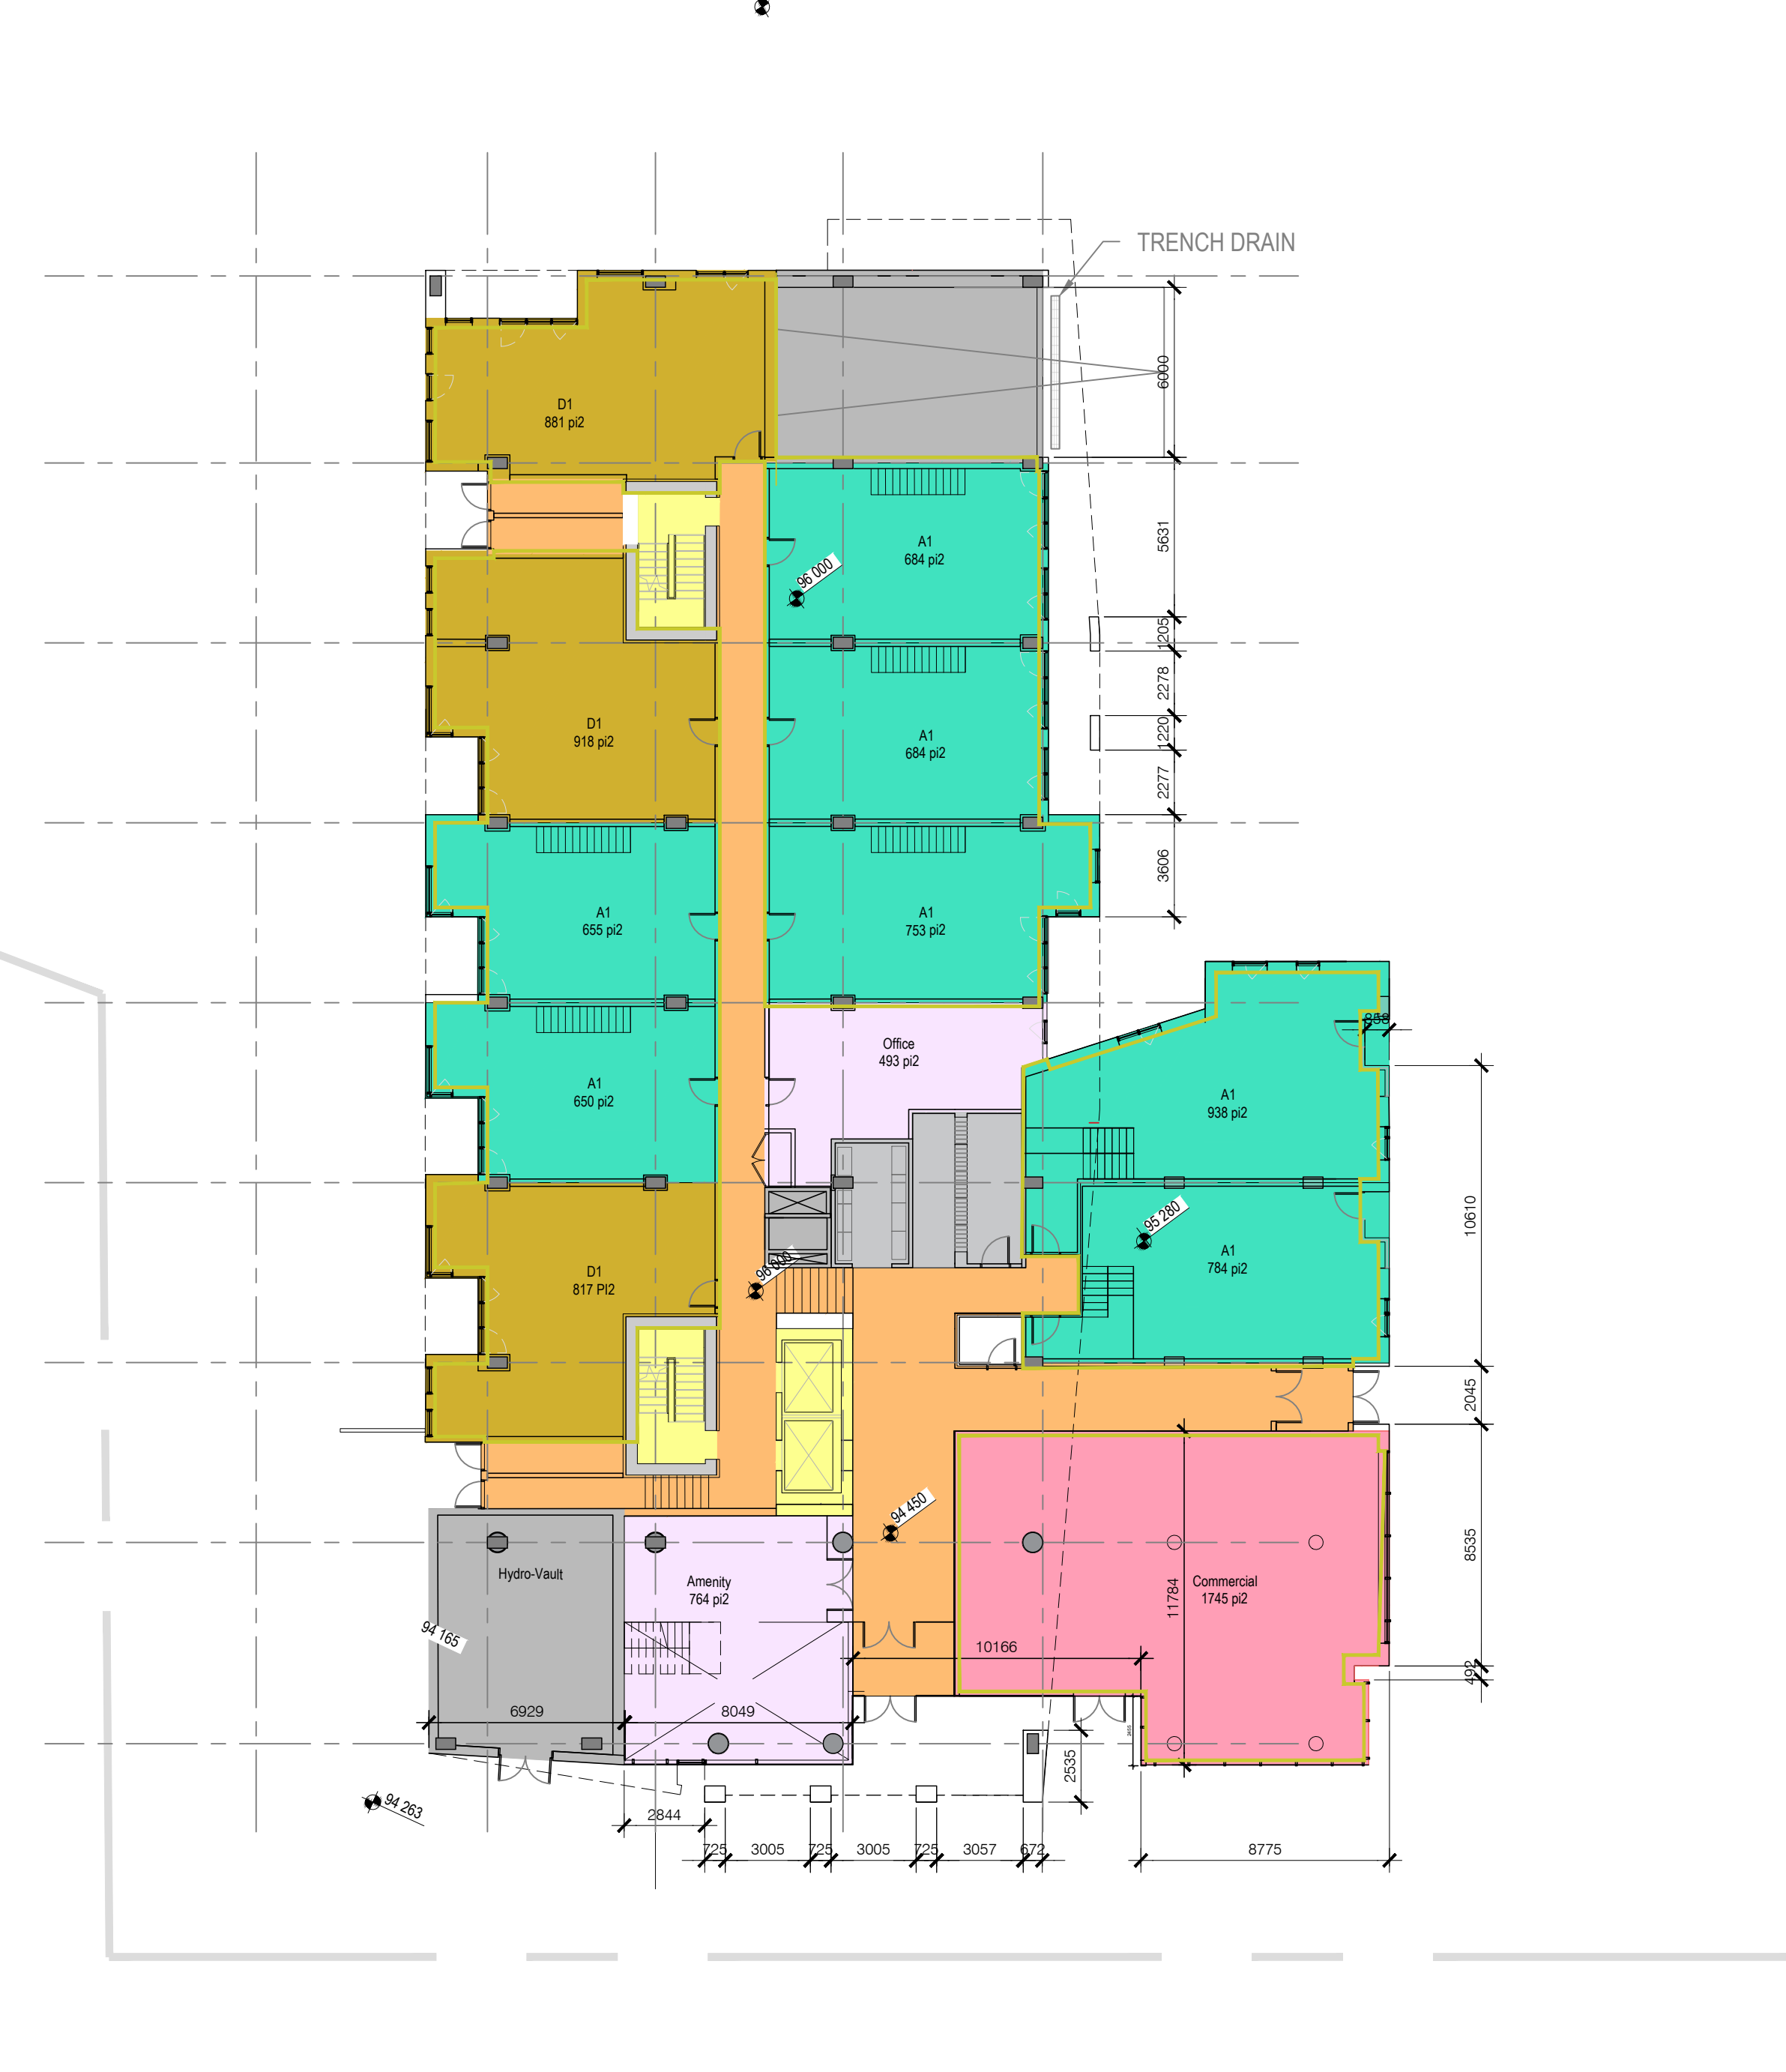 TRENCH DRAIN
6000
D1
881 pi2
A1
684 pi2
5631
96 000
1205
2278
D1
918 pi2
A1
684 pi2
1220
2277
3606
A1
655 pi2
A1
753 pi2
858
Office
493 pi2
A1
650 pi2
A1
938 pi2
10610
95 280
96 000
D1
817 PI2
A1
784 pi2
2045
94 450
8535
Hydro-Vault
Amenity
764 pi2
11784
Commercial
1745 pi2
94 165
10166
492
6929
8049
2535
94 263
2844
725
3005
725
3005
725
3057
672
8775